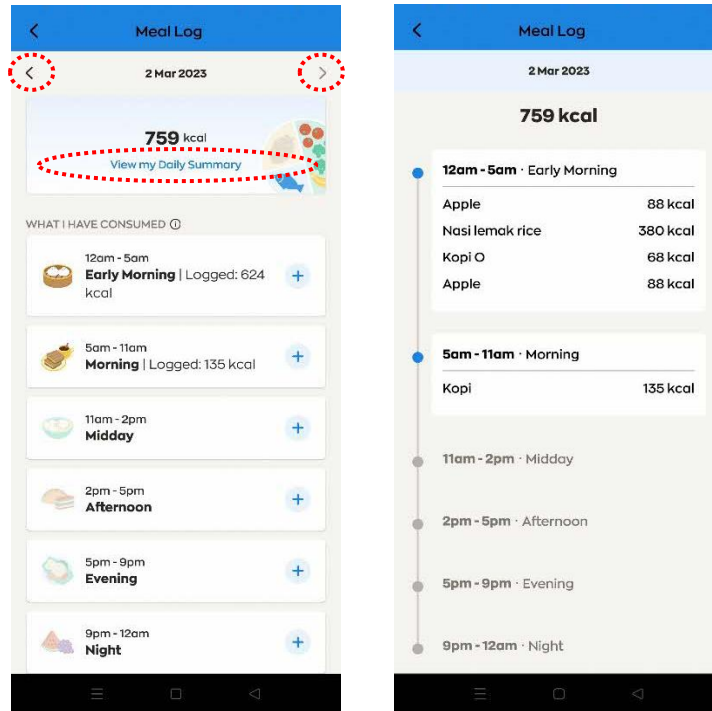 Meal Log
2 Mar 2023
759 kcal
View my Daily Summary
WHAT I HAVE CONSUMED
12am - 5am
Early Morning | Logged: 624
kcal
5am - 11am
Morning | Logged: 135 kcal
11am - 2pm
Midday
2pm - 5pm
Afternoon
5pm - 9pm
Evening
9pm - 12am
Night
Meal Log
2 Mar 2023
759 kcal
12am - 5am · Early Morning
Apple 88 kcal
Nasi lemak rice 380 kcal
Kopi O 68 kcal
Apple 88 kcal
5am - 11am · Morning
Kopi 135 kcal
11am - 2pm · Midday
2pm - 5pm · Afternoon
5pm - 9pm · Evening
9pm - 12am · Night